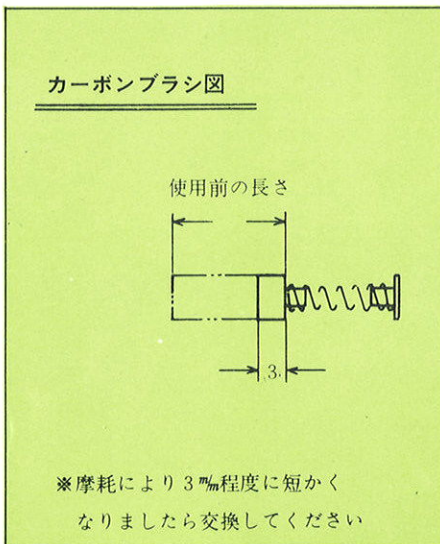 カーボンブラシ図
使用前の長さ
3
※摩耗により3㎜程度に短かく
なりましたら交換してください